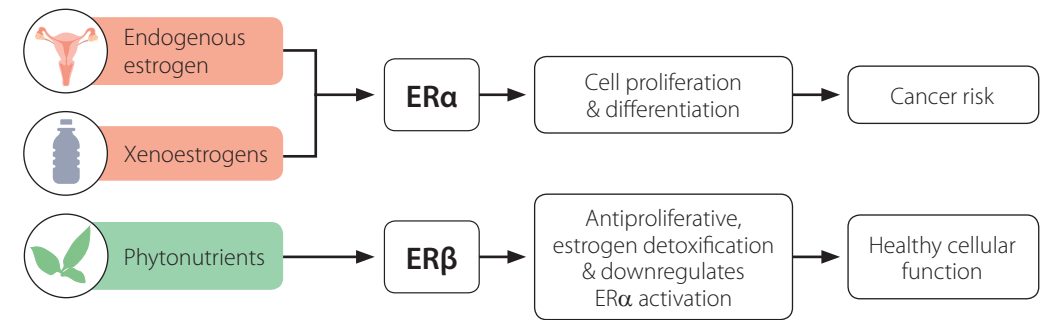 Endogenous
estrogen
Xenoestrogens
ERα
Cell proliferation
& differentiation
Cancer risk
Phytonutrients
ERβ
Antiproliferative,
estrogen detoxification
& downregulates
ERα activation
Healthy cellular
function